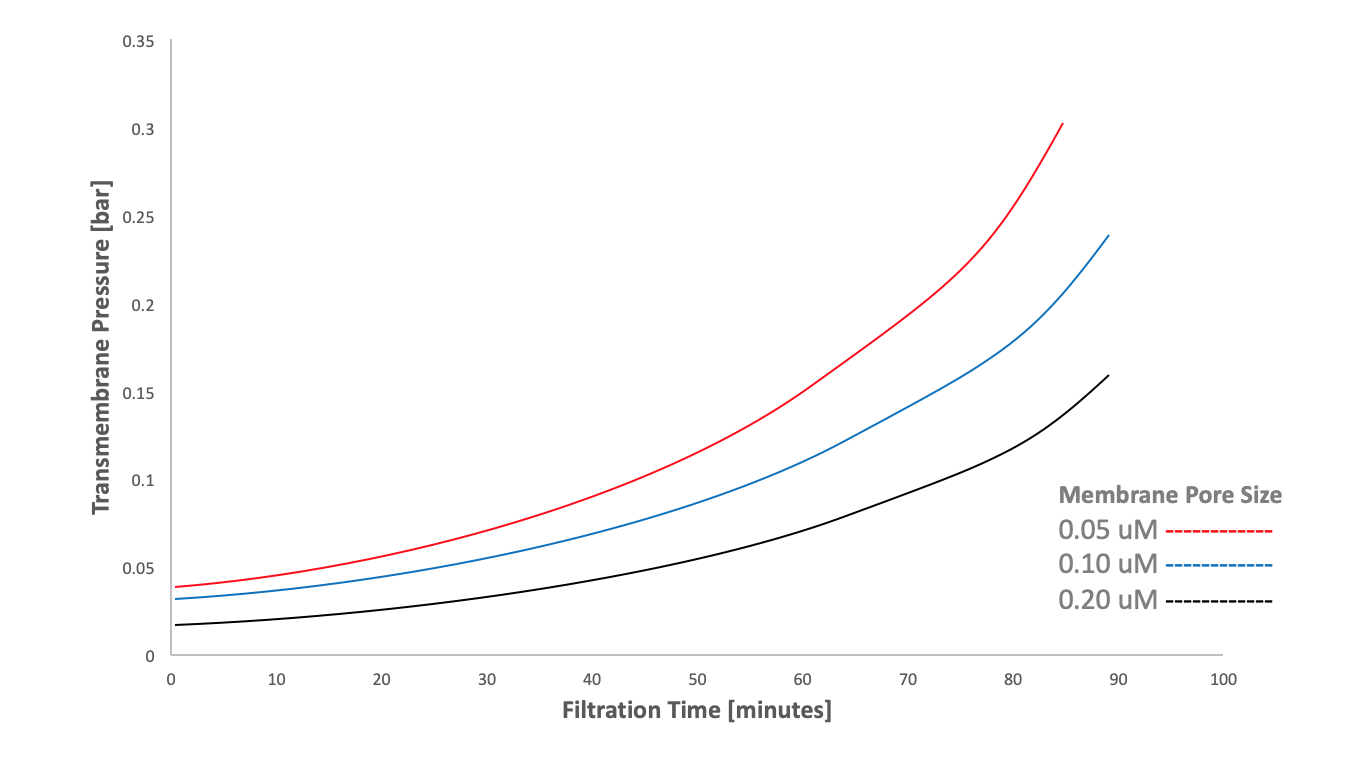 0.35
0.3
0.25
0.2
0.15
0.1
0.05
0
Transmembrane Pressure [bar]
0 10 20 30 40 50 60 70 80 90 100
Filtration Time [minutes]
Membrane Pore Size
0.05 uM
0.10 uM
0.20 uM